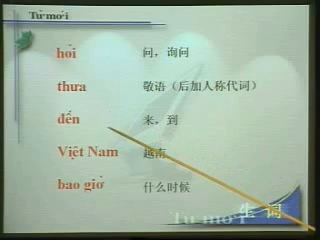 Từ mới
hỏi 问，询问
thưa 敬语（后加人称代词）
đến 来，到
Việt Nam 越南
bao giờ 什么时候
生 词
Từ mới